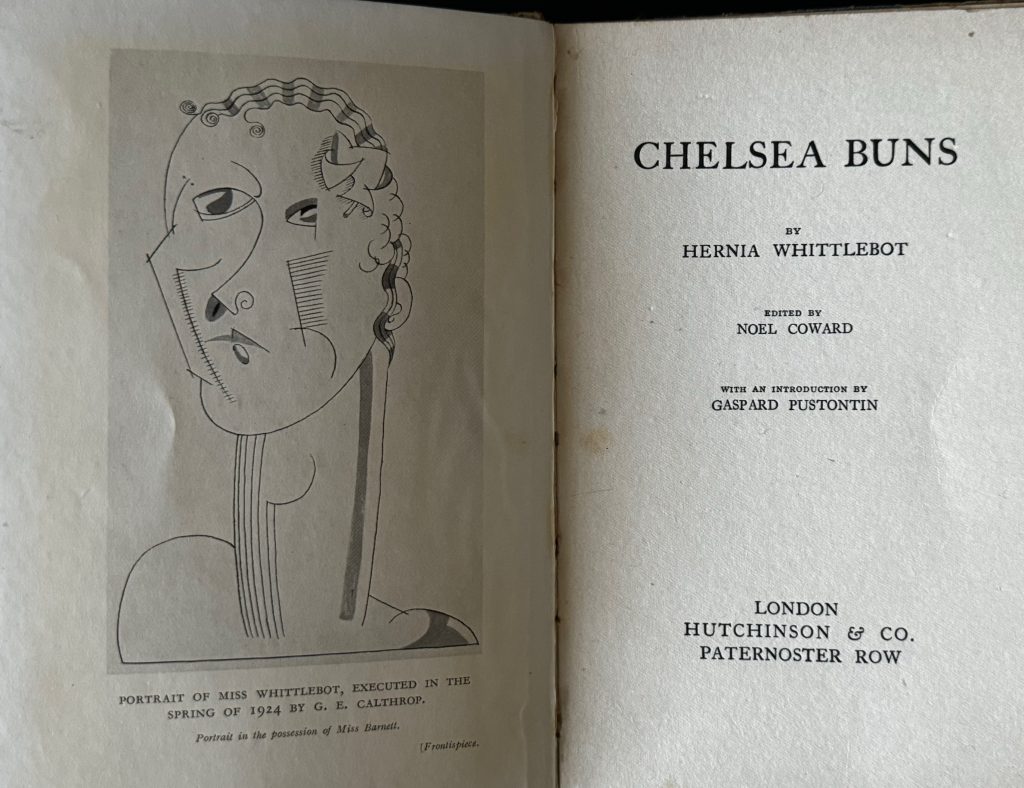 PORTRAIT OF MISS WHITTLEBOT, EXECUTED IN THE
SPRING OF 1924 BY G. E. CALTHROP.
Portrait in the possession of Miss Barnett.
[Frontispiece.
CHELSEA BUNS
BY
HERNIA WHITTLEBOT
EDITED BY
NOEL COWARD
WITH AN INTRODUCTION BY
GASPARD PUSTONTIN
LONDON
HUTCHINSON & CO.
PATERNOSTER ROW